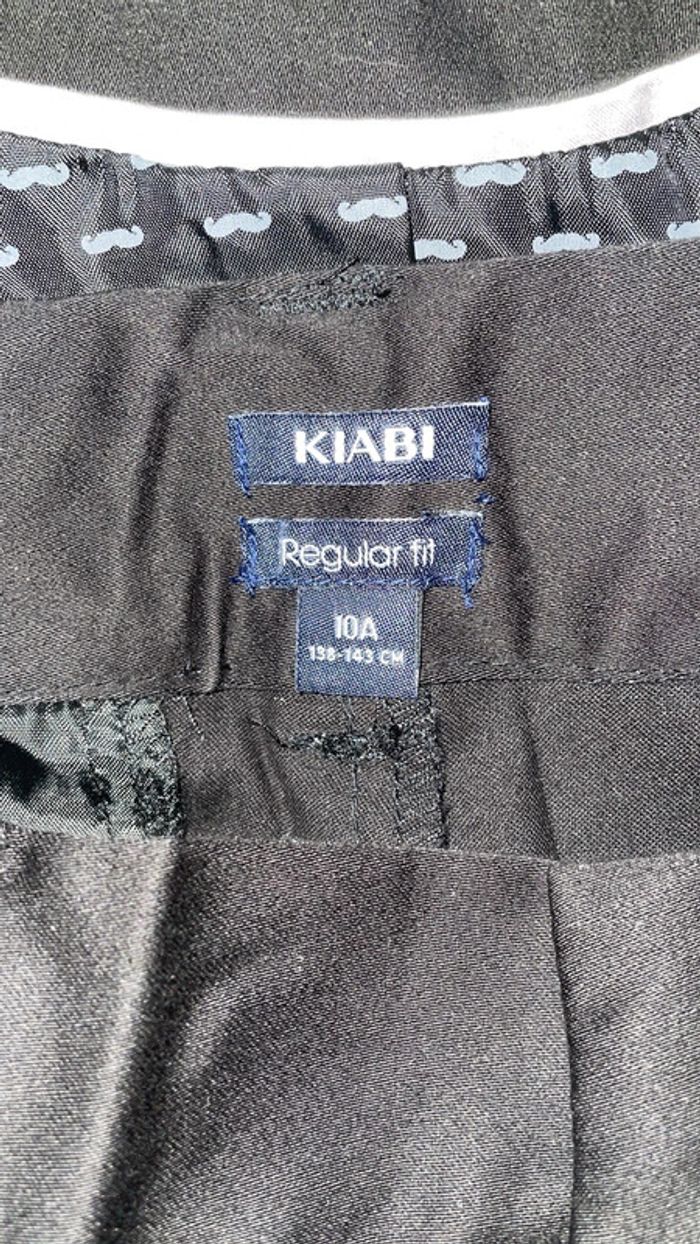 KIABI
Regular fit
10A
138-143 CM